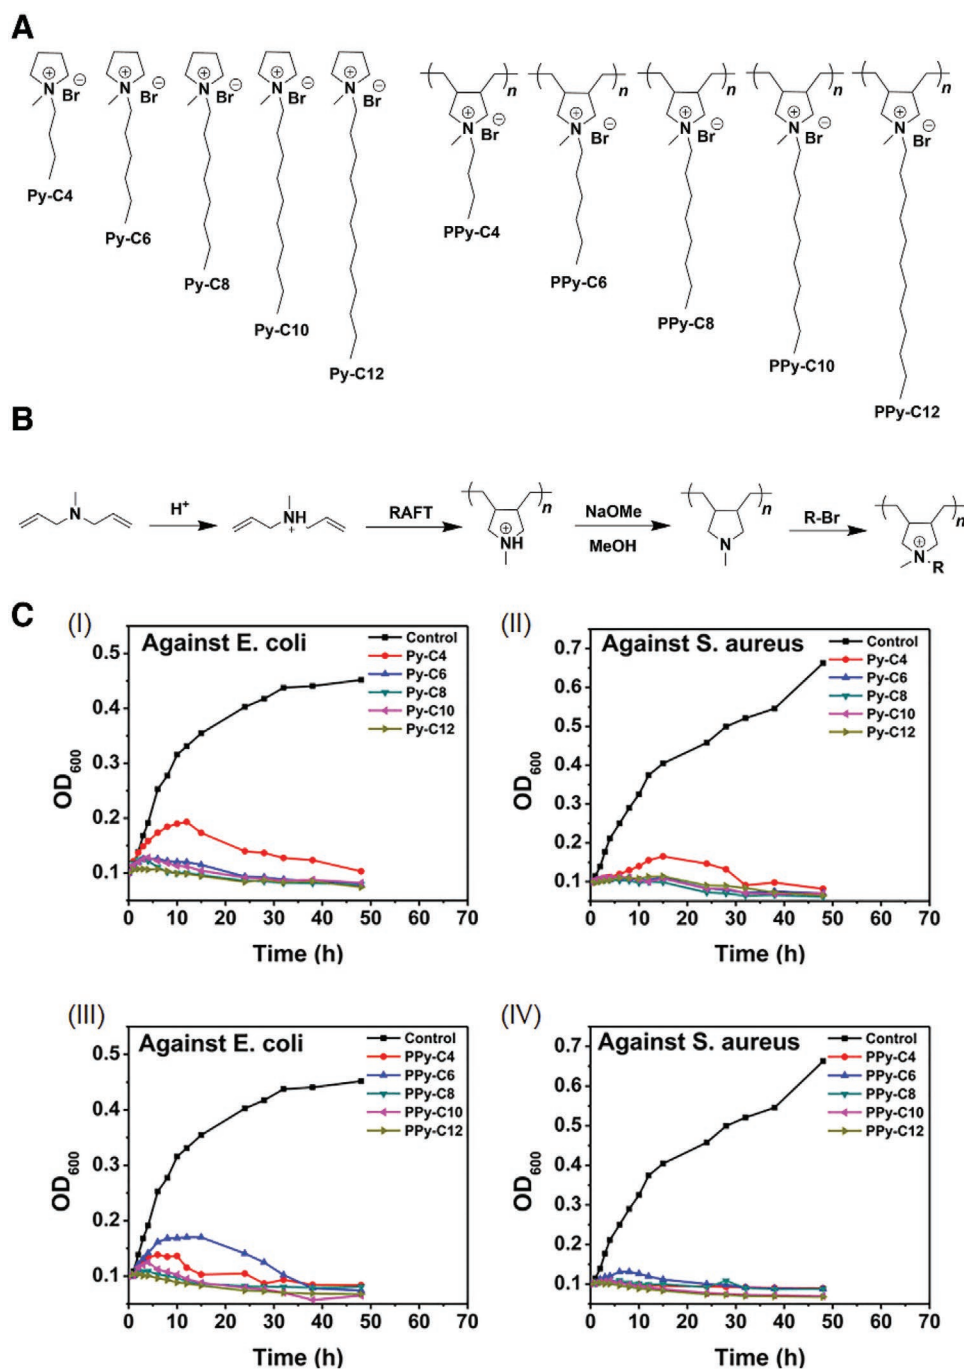 A
N ⊕ Br ⊖ N ⊕ Br ⊖ N ⊕ Br ⊖ N ⊕ Br ⊖ N ⊕ Br ⊖ ( )n N ⊕ Br ⊖ ( )n N ⊕ Br ⊖ ( )n N ⊕ Br ⊖ ( )n N ⊕ Br ⊖ ( )n N ⊕ Br ⊖
Py-C4
Py-C6
Py-C8
Py-C10
Py-C12
PPy-C4
PPy-C6
PPy-C8
PPy-C10
PPy-C12
B
N
H+
NH
+
RAFT
( )n
⊕
NH
NaOMe
MeOH
( )n
N
R-Br
( )n
⊕
N
R
C
(I)
Against E. coli
Control
Py-C4
Py-C6
Py-C8
Py-C10
Py-C12
OD600
0.5
0.4
0.3
0.2
0.1
0 10 20 30 40 50 60 70
Time (h)
(II)
Against S. aureus
Control
Py-C4
Py-C6
Py-C8
Py-C10
Py-C12
OD600
0.7
0.6
0.5
0.4
0.3
0.2
0.1
0 10 20 30 40 50 60 70
Time (h)
(III)
Against E. coli
Control
PPy-C4
PPy-C6
PPy-C8
PPy-C10
PPy-C12
OD600
0.5
0.4
0.3
0.2
0.1
0 10 20 30 40 50 60 70
Time (h)
(IV)
Against S. aureus
Control
PPy-C4
PPy-C6
PPy-C8
PPy-C10
PPy-C12
OD600
0.7
0.6
0.5
0.4
0.3
0.2
0.1
0 10 20 30 40 50 60 70
Time (h)